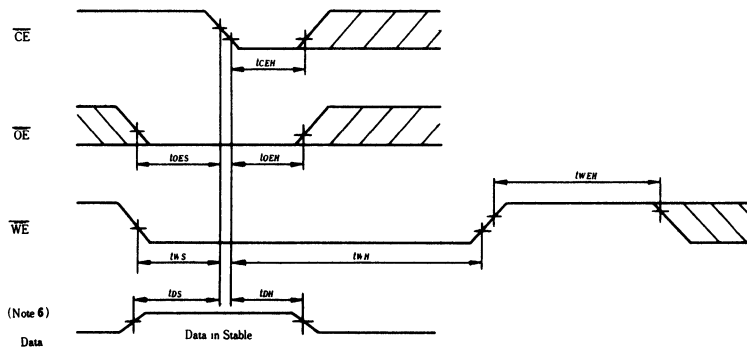 CE
tCEH
OE
tOES
tOEH
tWEH
WE
tWS
tWH
tDS
tDH
(Note 6)
Data
Data in Stable